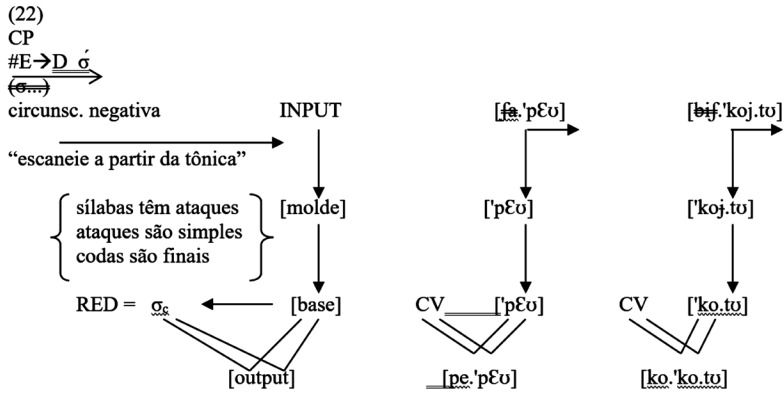 (22)
CP
#E→D σ́
(σ...)
circunsc. negativa INPUT [fa.'pƐʊ] [biʃ.'koj.tʊ]
“escaneie a partir da tônica”
sílabas têm ataques [molde] ['pƐʊ] ['koj.tʊ]
ataques são simples
codas são finais
RED = σc [base] CV ['pƐʊ] CV ['ko.tʊ]
[output] [pe.'pƐʊ] [ko.'ko.tʊ]